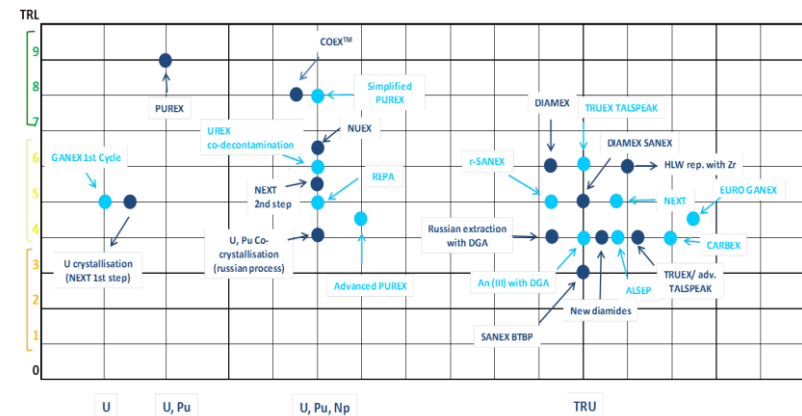 TRL
9
8
7
6
5
4
3
2
1
0
COEX™
PUREX
Simplified
PUREX
NUEX
UREX
co-decontamination
GANEX 1st Cycle
NEXT
2nd step
REPA
U, Pu Co-
crystallisation
(russian process)
U crystallisation
(NEXT 1st step)
Advanced PUREX
DIAMEX
TRUEX TALSPEAK
DIAMEX SANEX
HLW rep. with Zr
r-SANEX
NEXT
EURO GANEX
Russian extraction
with DGA
CARBEX
An (III) with DGA
ALSEP
TRUEX/ adv.
TALSPEAK
New diamides
SANEX BTBP
U
U, Pu
U, Pu, Np
TRU